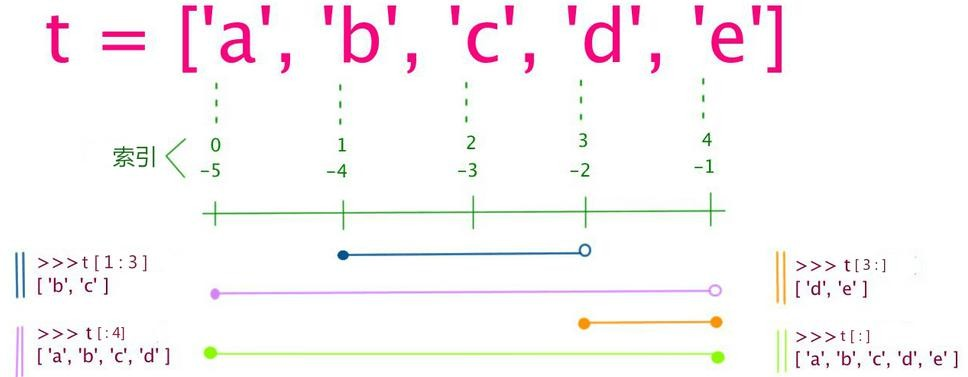 t = ['a', 'b', 'c', 'd', 'e']
索引
0 1 2 3 4
-5 -4 -3 -2 -1
>>>t[1:3]
['b', 'c']
>>> t[:4]
['a', 'b', 'c', 'd']
>>> t[3:]
['d', 'e']
>>>t[:]
['a', 'b', 'c', 'd', 'e']